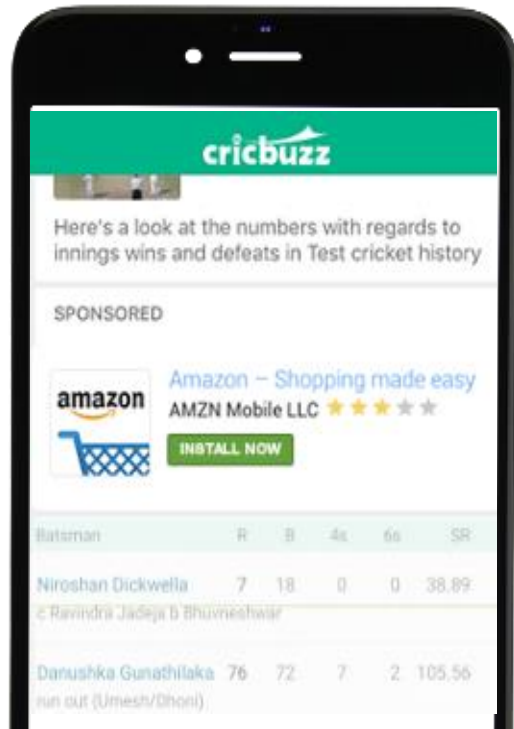 cricbuzz
Here's a look at the numbers with regards to
innings wins and defeats in Test cricket history
SPONSORED
amazon
Amazon – Shopping made easy
AMZN Mobile LLC
INSTALL NOW
Batsman R B 4s 6s SR
Niroshan Dickwella 7 18 0 0 38.89
c Ravindra Jadeja b Bhuvneshwar
Danushka Gunathilaka 76 72 7 2 105.56
run out (Umesh/Dhoni)